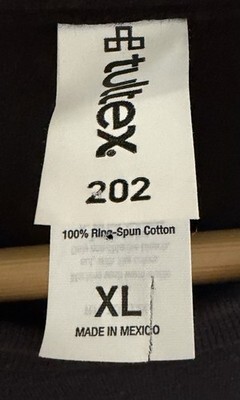 tultex.
202
100% Ring-Spun Cotton
XL
MADE IN MEXICO